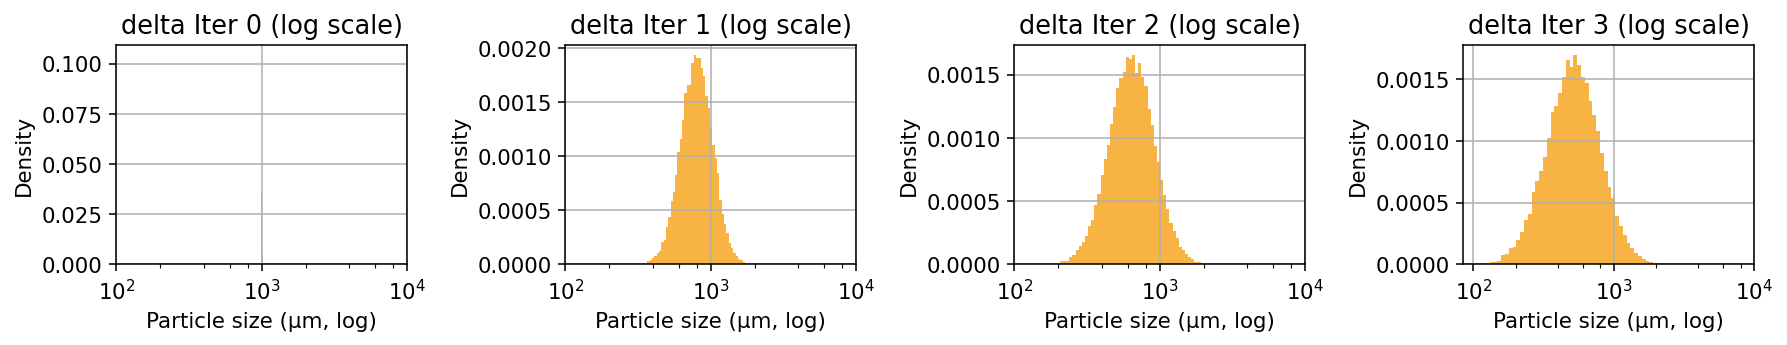 delta Iter 0 (log scale)
0.100
0.075
0.050
0.025
0.000
Density
10²
10³
10⁴
Particle size (μm, log)
delta Iter 1 (log scale)
0.0020
0.0015
0.0010
0.0005
0.0000
Density
10²
10³
10⁴
Particle size (μm, log)
delta Iter 2 (log scale)
0.0015
0.0010
0.0005
0.0000
Density
10²
10³
10⁴
Particle size (μm, log)
delta Iter 3 (log scale)
0.0015
0.0010
0.0005
0.0000
Density
10²
10³
10⁴
Particle size (μm, log)